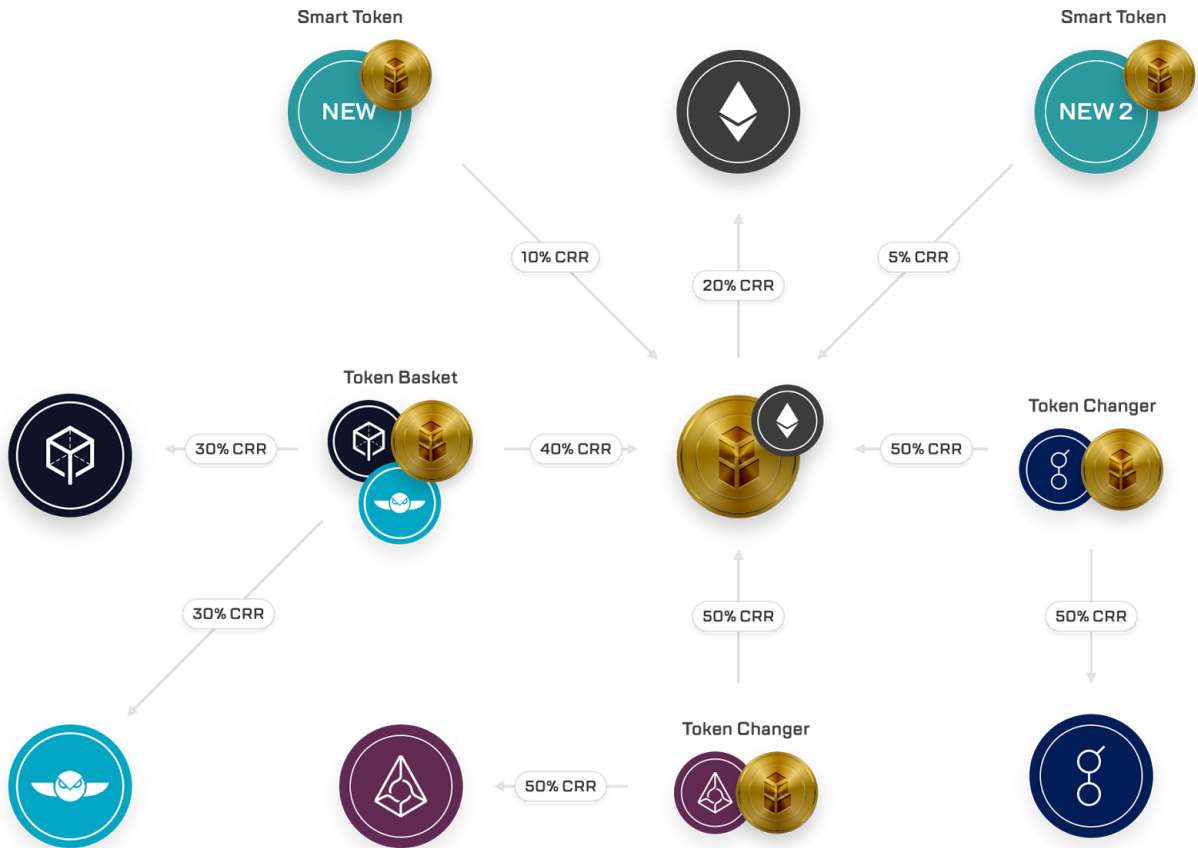 Smart Token
Smart Token
NEW
NEW 2
10% CRR
20% CRR
5% CRR
Token Basket
Token Changer
30% CRR
40% CRR
50% CRR
30% CRR
50% CRR
50% CRR
Token Changer
50% CRR